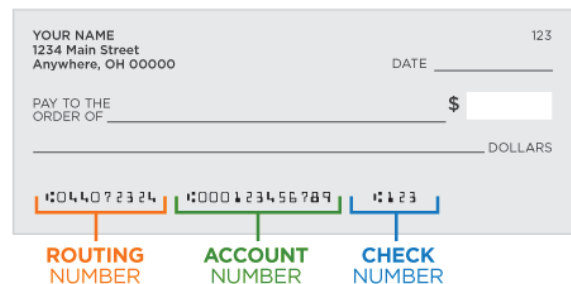 YOUR NAME 123
1234 Main Street
Anywhere, OH 00000 DATE
PAY TO THE
ORDER OF $
DOLLARS
⑆044072324 ⑆000123456789 ⑆123
ROUTING ACCOUNT CHECK
NUMBER NUMBER NUMBER